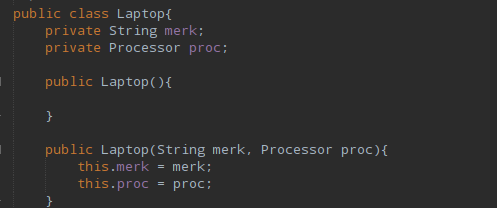 public class Laptop{
    private String merk;
    private Processor proc;
    public Laptop(){
    }
    public Laptop(String merk, Processor proc){
        this.merk = merk;
        this.proc = proc;
    }